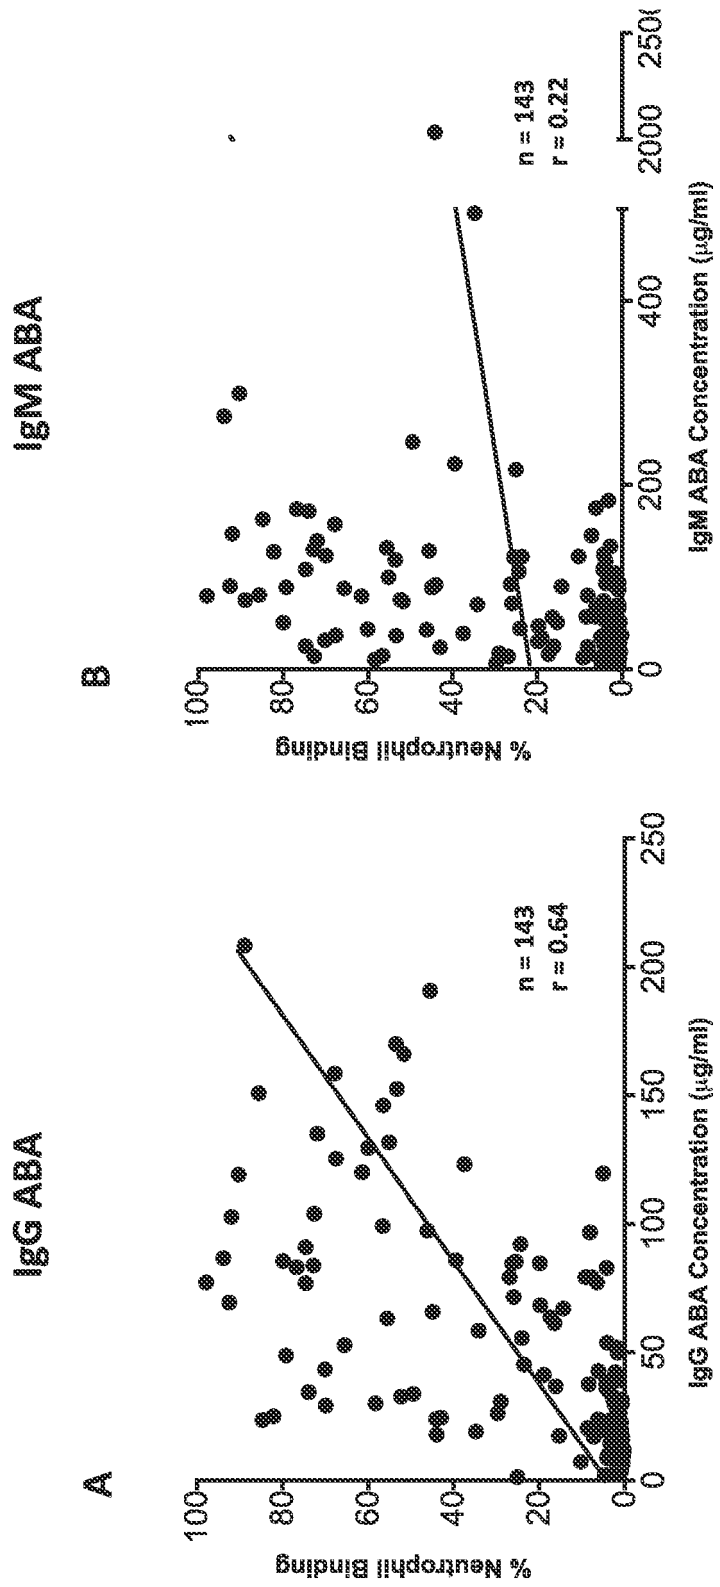 A
IgG ABA
% Neutrophil Binding
100
80
60
40
20
0
0
50
100
150
200
250
n = 143
r = 0.64
IgG ABA Concentration (µg/ml)
B
IgM ABA
% Neutrophil Binding
100
80
60
40
20
0
0
200
400
2000
250
n = 143
r = 0.22
IgM ABA Concentration (µg/ml)